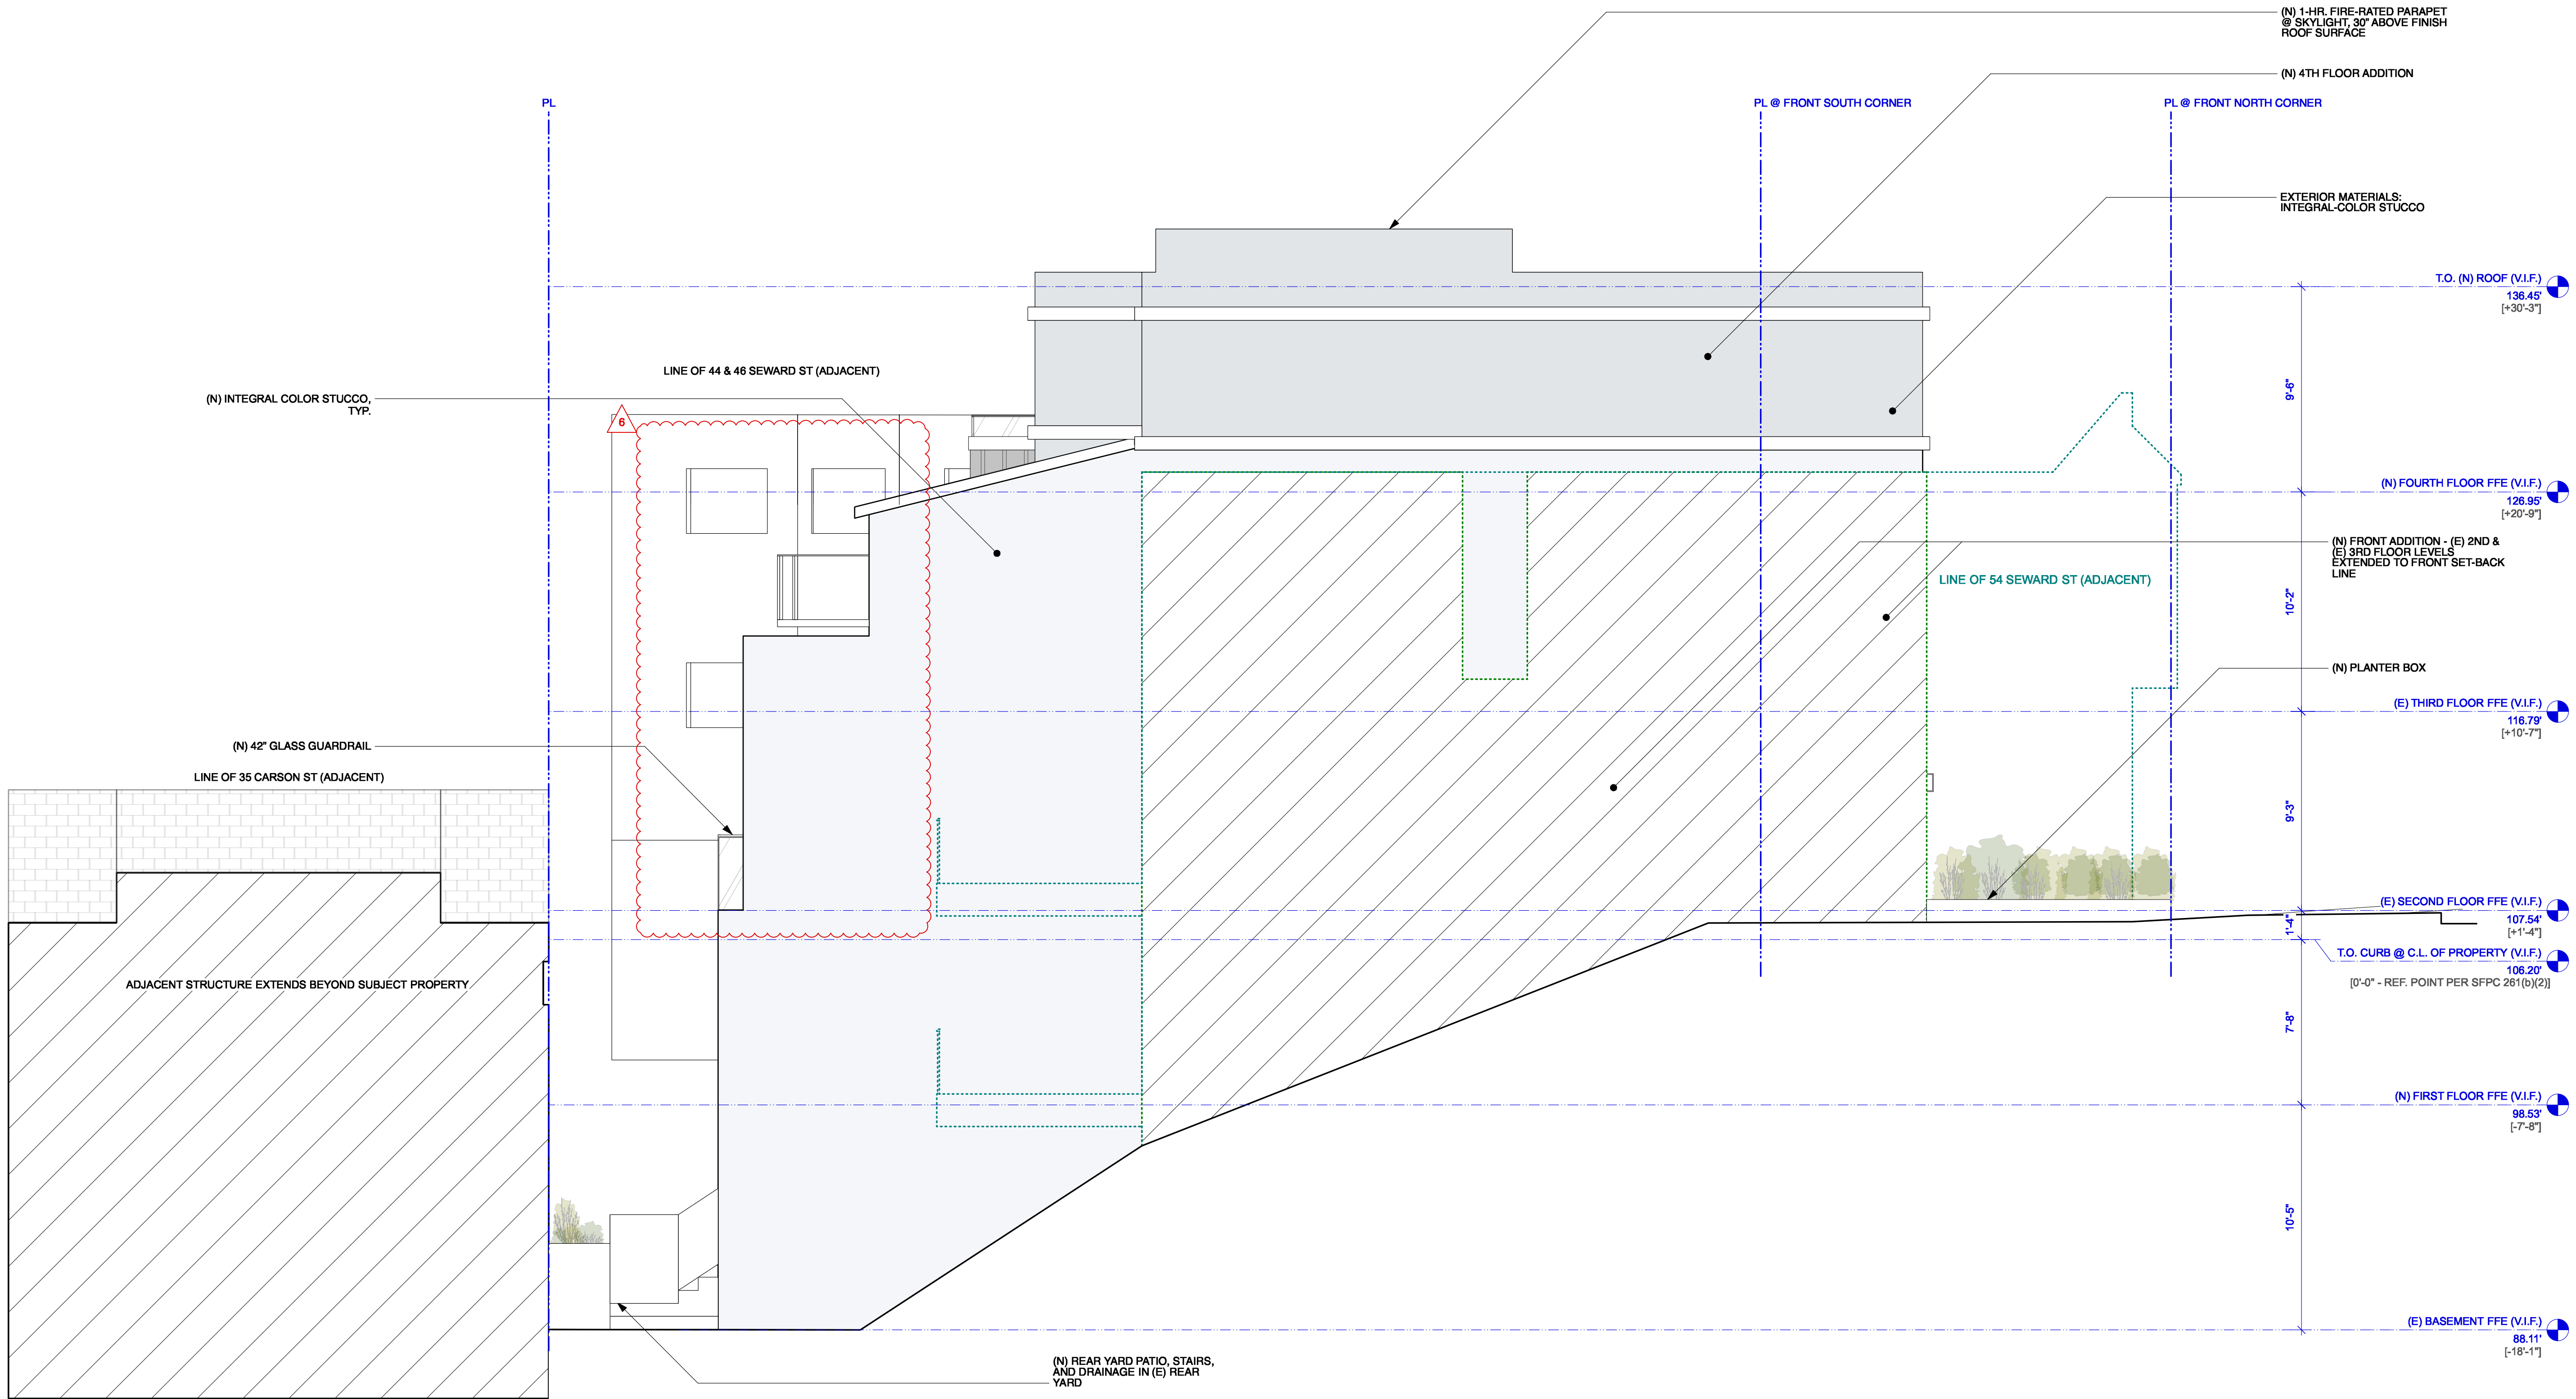 (N) 1-HR. FIRE-RATED PARAPET
@ SKYLIGHT, 30" ABOVE FINISH
ROOF SURFACE
(N) 4TH FLOOR ADDITION
PL
PL @ FRONT SOUTH CORNER
PL @ FRONT NORTH CORNER
EXTERIOR MATERIALS:
INTEGRAL-COLOR STUCCO
T.O. (N) ROOF (V.I.F.)
136.45'
[+30'-3"]
LINE OF 44 & 46 SEWARD ST (ADJACENT)
(N) INTEGRAL COLOR STUCCO,
TYP.
6
9'-6"
(N) FOURTH FLOOR FFE (V.I.F.)
126.95'
[+20'-9"]
(N) FRONT ADDITION - (E) 2ND &
(E) 3RD FLOOR LEVELS
EXTENDED TO FRONT SET-BACK
LINE
LINE OF 54 SEWARD ST (ADJACENT)
10'-2"
(N) PLANTER BOX
(E) THIRD FLOOR FFE (V.I.F.)
116.79'
[+10'-7"]
(N) 42" GLASS GUARDRAIL
LINE OF 35 CARSON ST (ADJACENT)
9'-3"
(E) SECOND FLOOR FFE (V.I.F.)
107.54'
[+1'-4"]
1'-4"
T.O. CURB @ C.L. OF PROPERTY (V.I.F.)
106.20'
[0'-0" - REF. POINT PER SFPC 261(b)(2)]
ADJACENT STRUCTURE EXTENDS BEYOND SUBJECT PROPERTY
7'-8"
(N) FIRST FLOOR FFE (V.I.F.)
98.53'
[-7'-8"]
10'-5"
(E) BASEMENT FFE (V.I.F.)
88.11'
[-18'-1"]
(N) REAR YARD PATIO, STAIRS,
AND DRAINAGE IN (E) REAR
YARD